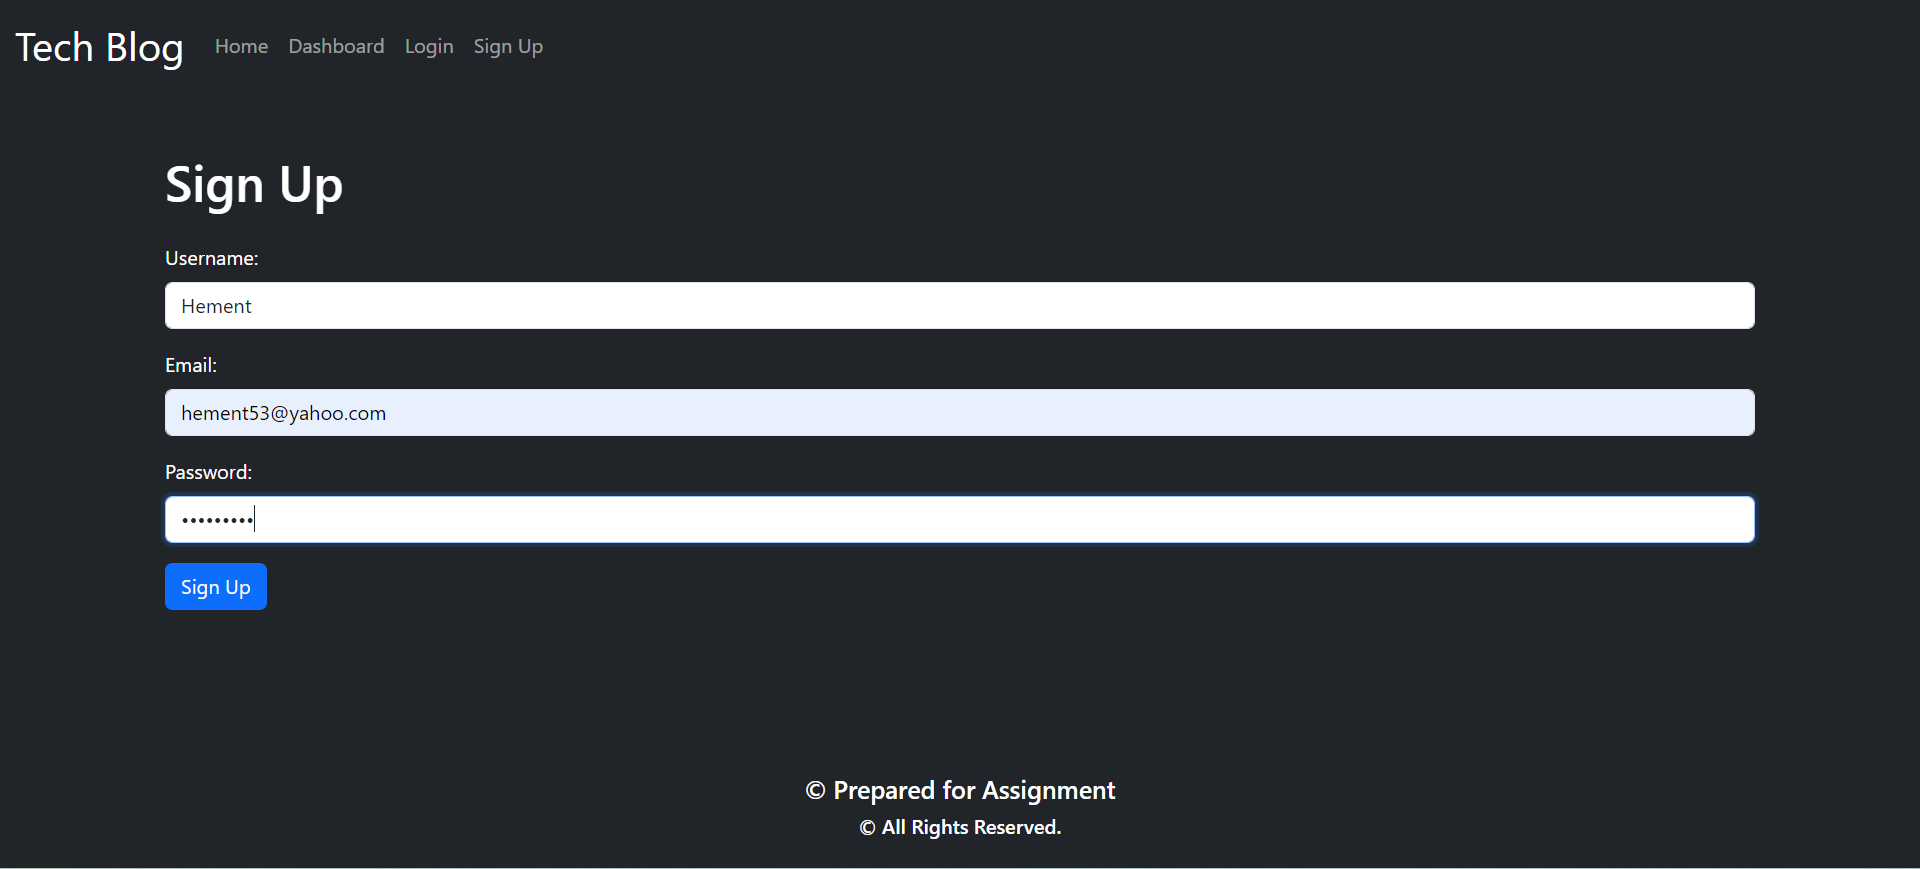 Tech Blog Home Dashboard Login Sign Up
Sign Up
Username:
Hement
Email:
hement53@yahoo.com
Password:
•••••••••
Sign Up
© Prepared for Assignment
© All Rights Reserved.